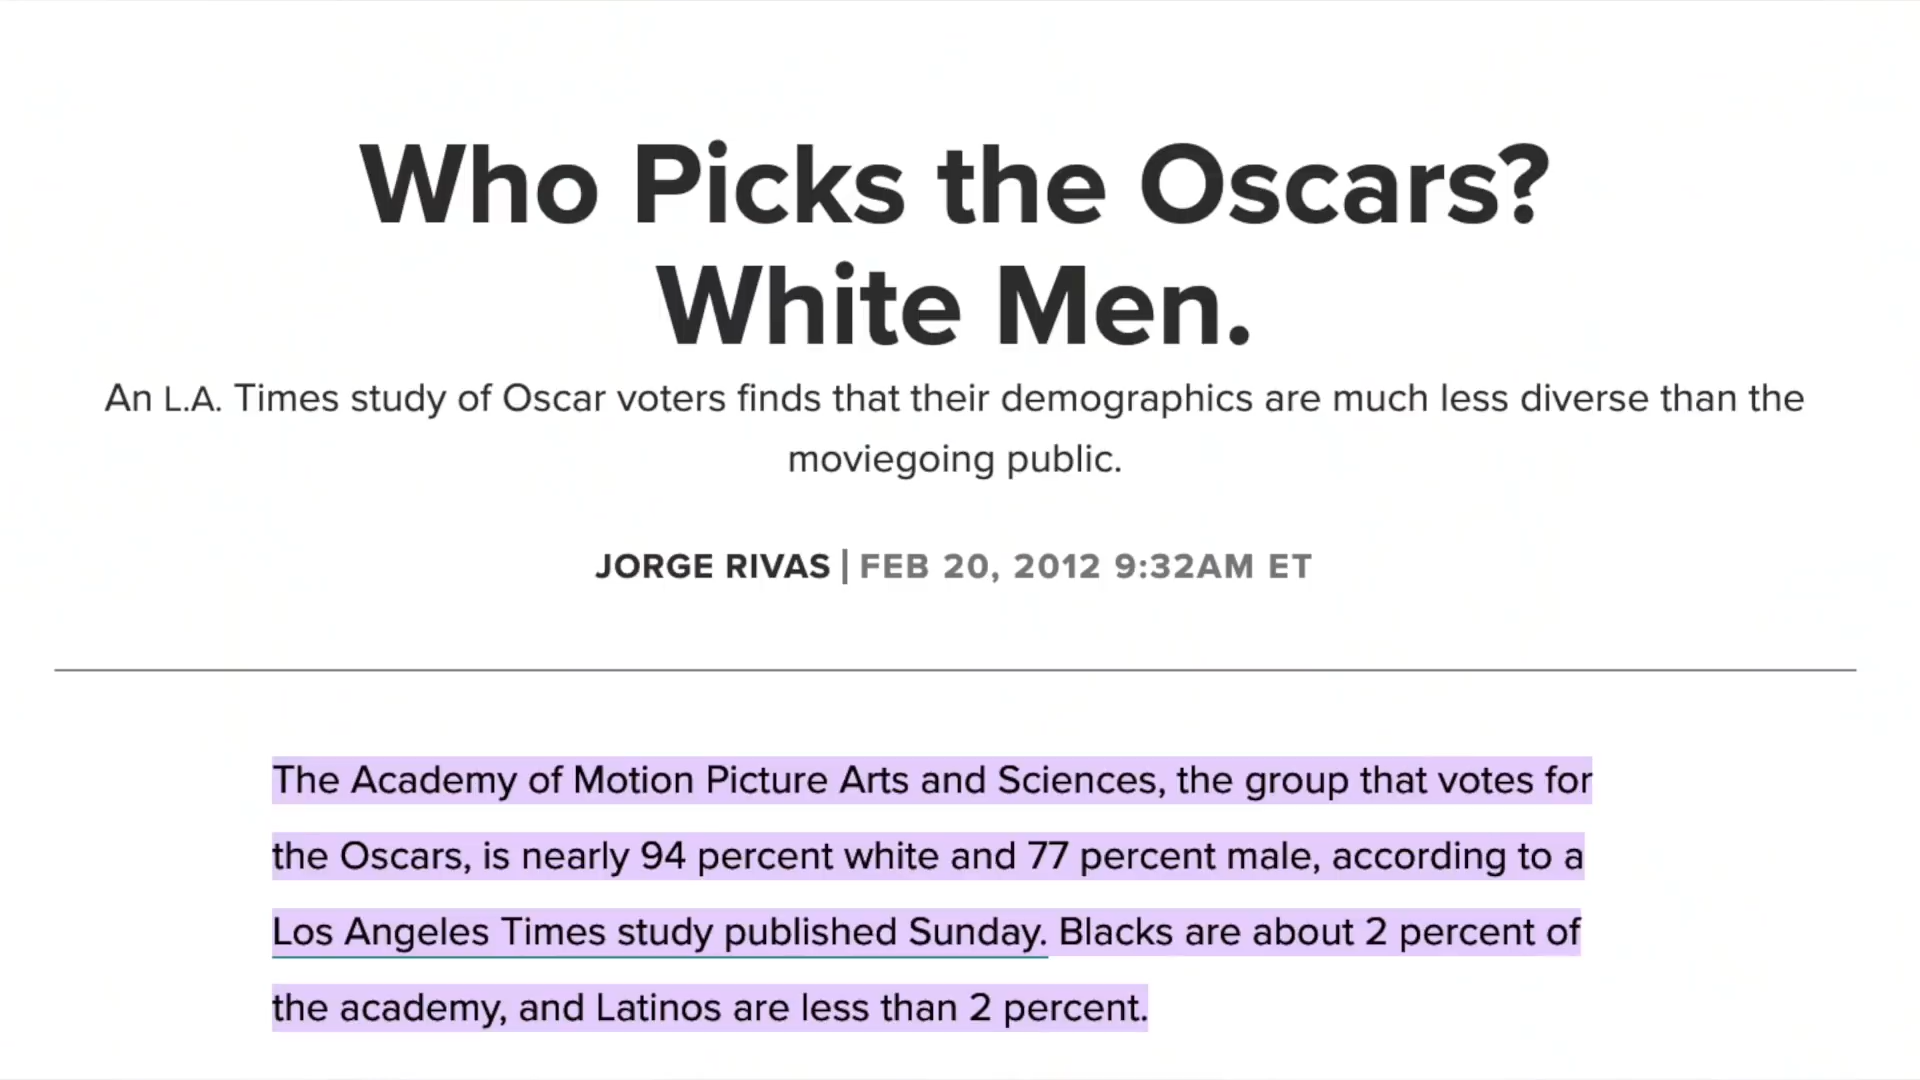 Who Picks the Oscars?
White Men.
An L.A. Times study of Oscar voters finds that their demographics are much less diverse than the
moviegoing public.
JORGE RIVAS | FEB 20, 2012 9:32AM ET
The Academy of Motion Picture Arts and Sciences, the group that votes for
the Oscars, is nearly 94 percent white and 77 percent male, according to a
Los Angeles Times study published Sunday. Blacks are about 2 percent of
the academy, and Latinos are less than 2 percent.